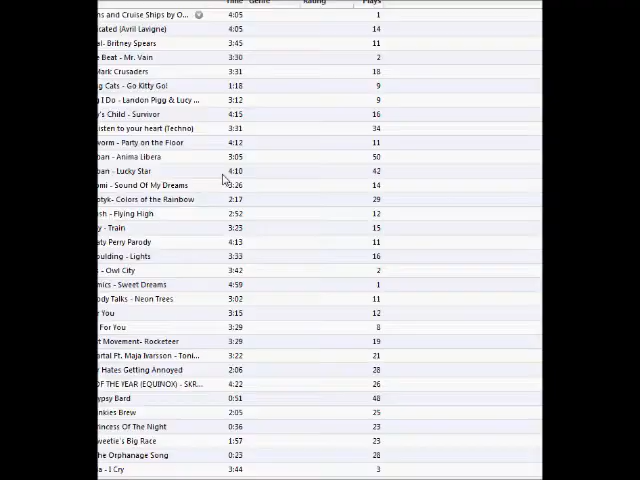 Time Genre Rating Plays
ns and Cruise Ships by O... 4:05 1
cated (Avril Lavigne) 4:05 14
al- Britney Spears 3:45 11
e Beat - Mr. Vain 3:30 2
Mark Crusaders 3:31 18
g Cats - Go Kitty Go! 1:18 9
g I Do - Landon Pigg & Lucy ... 3:12 9
y's Child - Survivor 4:15 16
isten to your heart (Techno) 3:31 34
worm - Party on the Floor 4:12 11
ban - Anima Libera 3:05 50
ban - Lucky Star 4:10 42
omi - Sound Of My Dreams 3:26 14
otyk- Colors of the Rainbow 2:17 29
ish - Flying High 2:52 12
y - Train 3:23 15
aty Perry Parody 4:13 11
oulding - Lights 3:33 16
s - Owl City 3:42 2
mics - Sweet Dreams 4:59 1
ody Talks - Neon Trees 3:02 11
r You 3:15 12
For You 3:29 8
t Movement- Rocketeer 3:29 19
artal Ft. Maja Ivarsson - Toni... 3:22 21
r Hates Getting Annoyed 2:06 28
OF THE YEAR (EQUINOX) - SKR... 4:22 26
ypsy Bard 0:51 48
nkies Brew 2:05 25
rincess Of The Night 0:36 23
weetie's Big Race 1:57 23
he Orphanage Song 0:23 28
a - I Cry 3:44 3